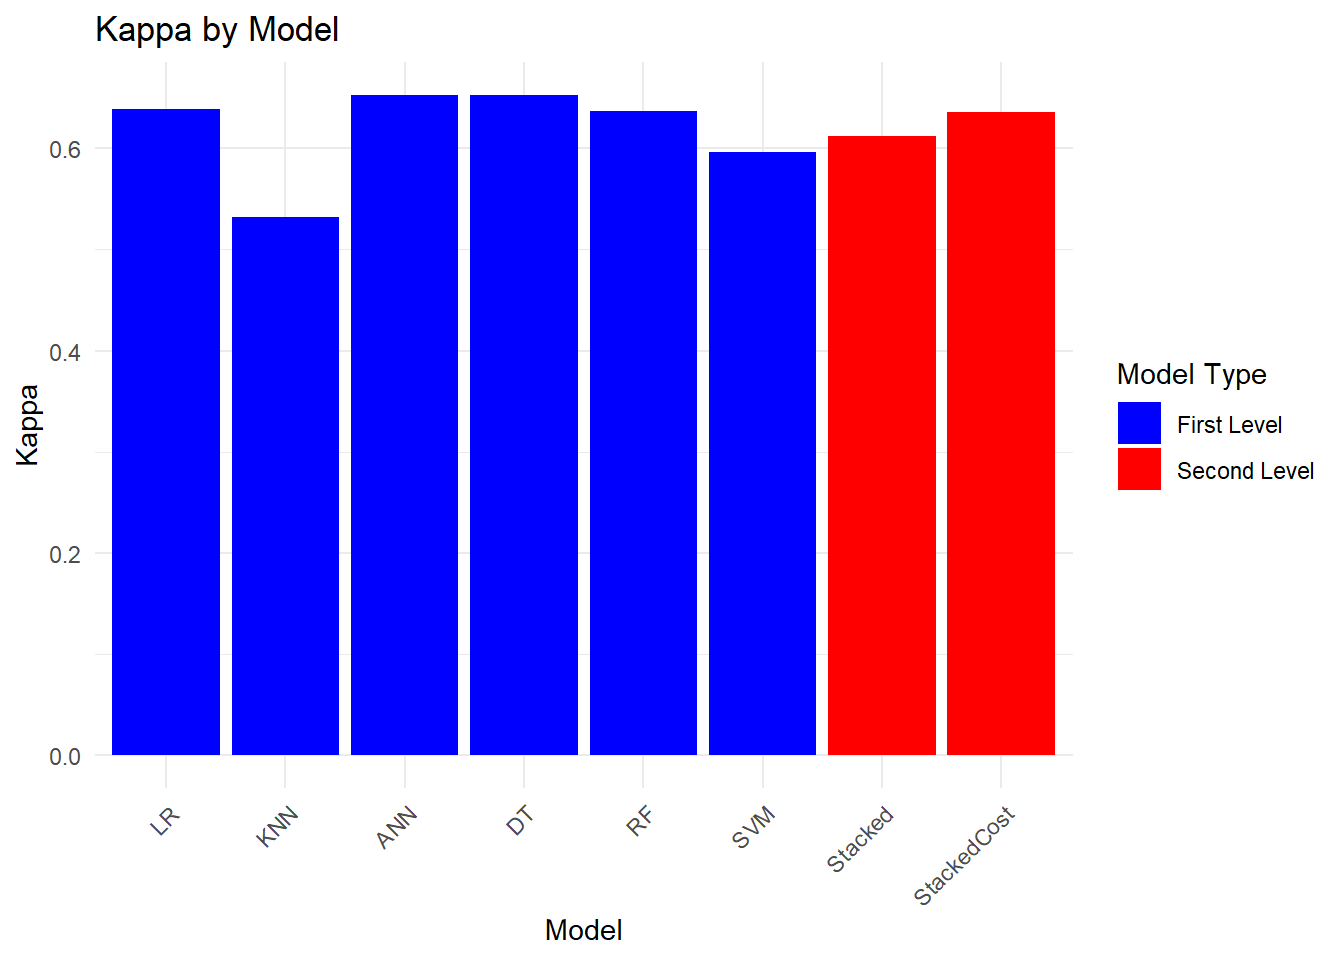 Kappa by Model
Kappa
0.6
0.4
0.2
0.0
LR
KNN
ANN
DT
RF
SVM
Stacked
StackedCost
Model
Model Type
First Level
Second Level